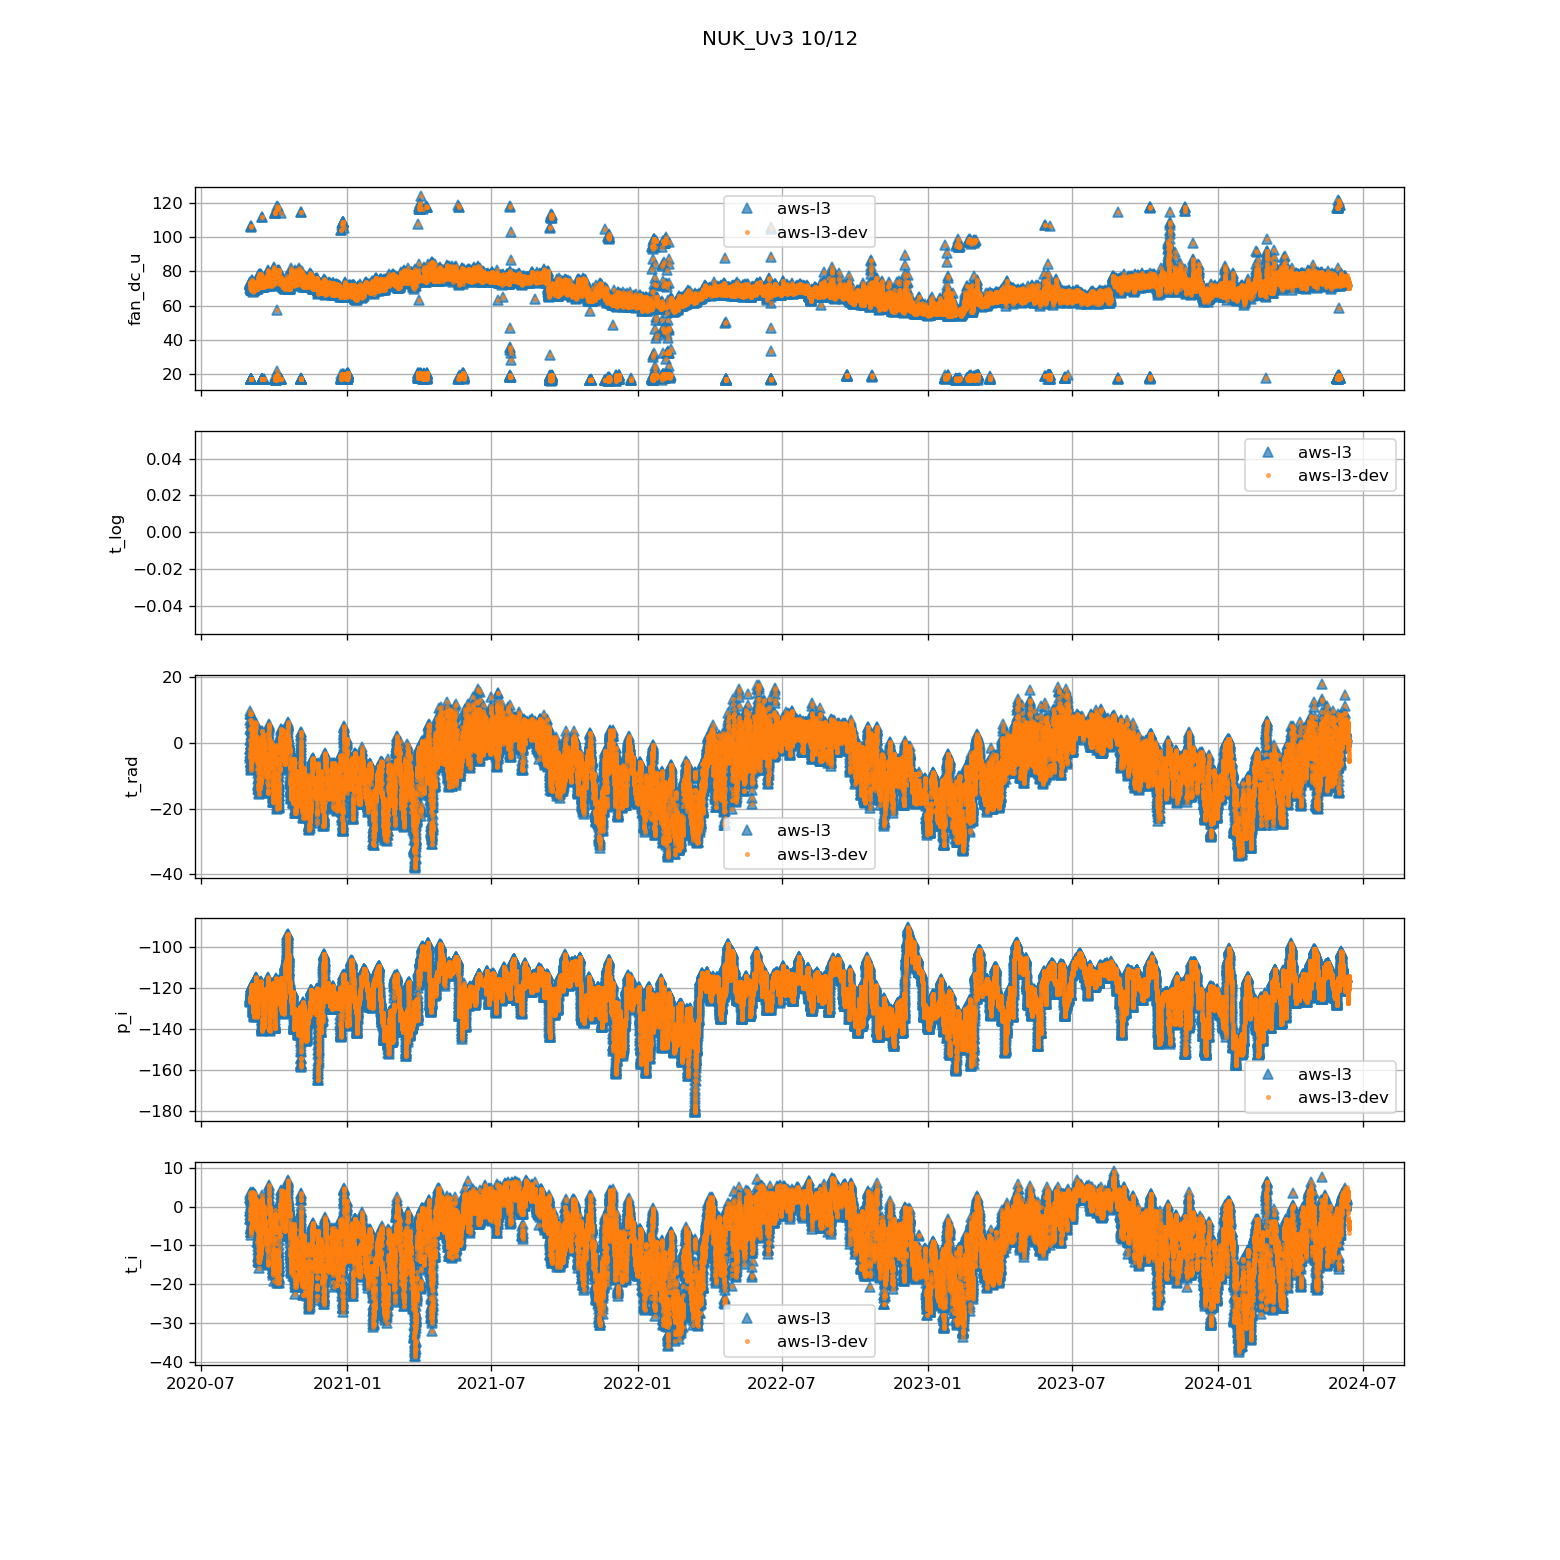 NUK_Uv3 10/12
120
100
80
60
40
20
fan_dc_u
aws-l3
aws-l3-dev
0.04
0.02
0.00
−0.02
−0.04
t_log
aws-l3
aws-l3-dev
20
0
−20
−40
t_rad
aws-l3
aws-l3-dev
−100
−120
−140
−160
−180
p_i
aws-l3
aws-l3-dev
10
0
−10
−20
−30
−40
t_i
aws-l3
aws-l3-dev
2020-07 2021-01 2021-07 2022-01 2022-07 2023-01 2023-07 2024-01 2024-07